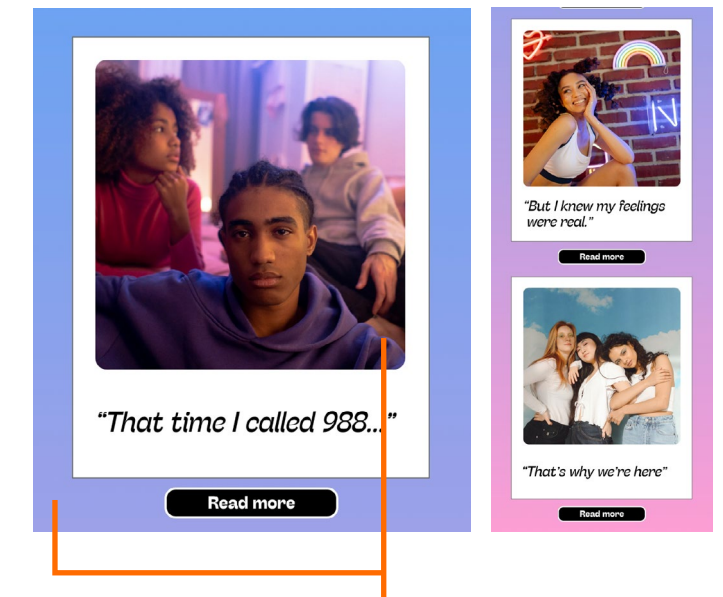 “That time I called 988...”
Read more
“But I knew my feelings
were real.”
Read more
“That’s why we’re here”
Read more